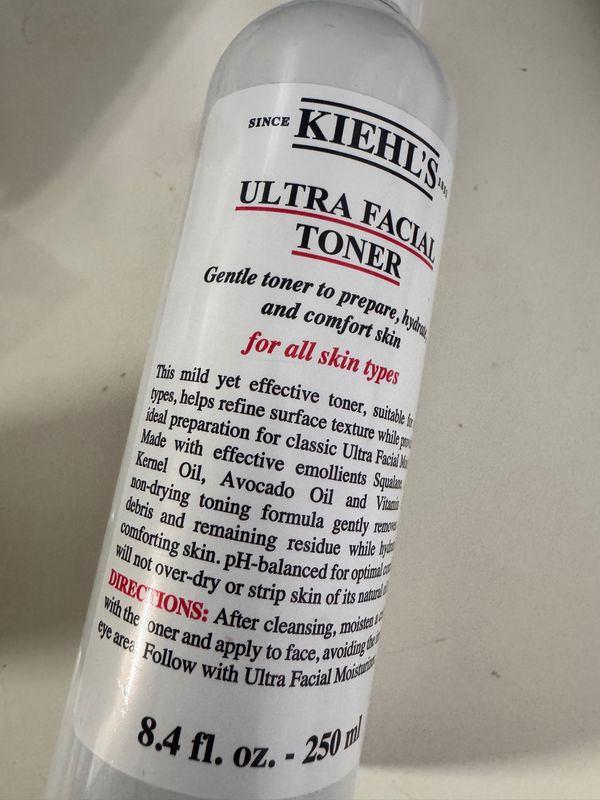 SINCE KIEHL'S 1851
ULTRA FACIAL
TONER
Gentle toner to prepare, hydrate,
and comfort skin
for all skin types
This mild yet effective toner, suitable for
types, helps refine surface texture while
ideal preparation for classic Ultra Facial
Made with effective emollients Squalane
Kernel Oil, Avocado Oil and Vitamin
non-drying toning formula gently removes
debris and remaining residue while
comforting skin. pH-balanced for optimal
will not over-dry or strip skin of its natural
DIRECTIONS: After cleansing, moisten a
with the toner and apply to face, avoiding the
eye area. Follow with Ultra Facial Moisturizer
8.4 fl. oz. - 250 ml